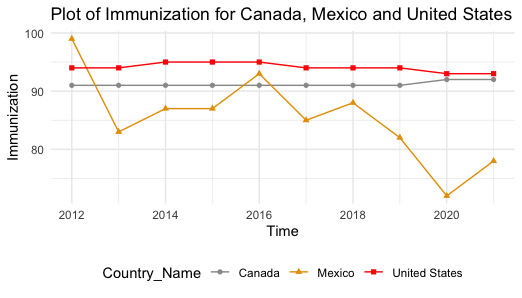 Plot of Immunization for Canada, Mexico and United States
100
90
80
Immunization
2012 2014 2016 2018 2020
Time
Country_Name Canada Mexico United States